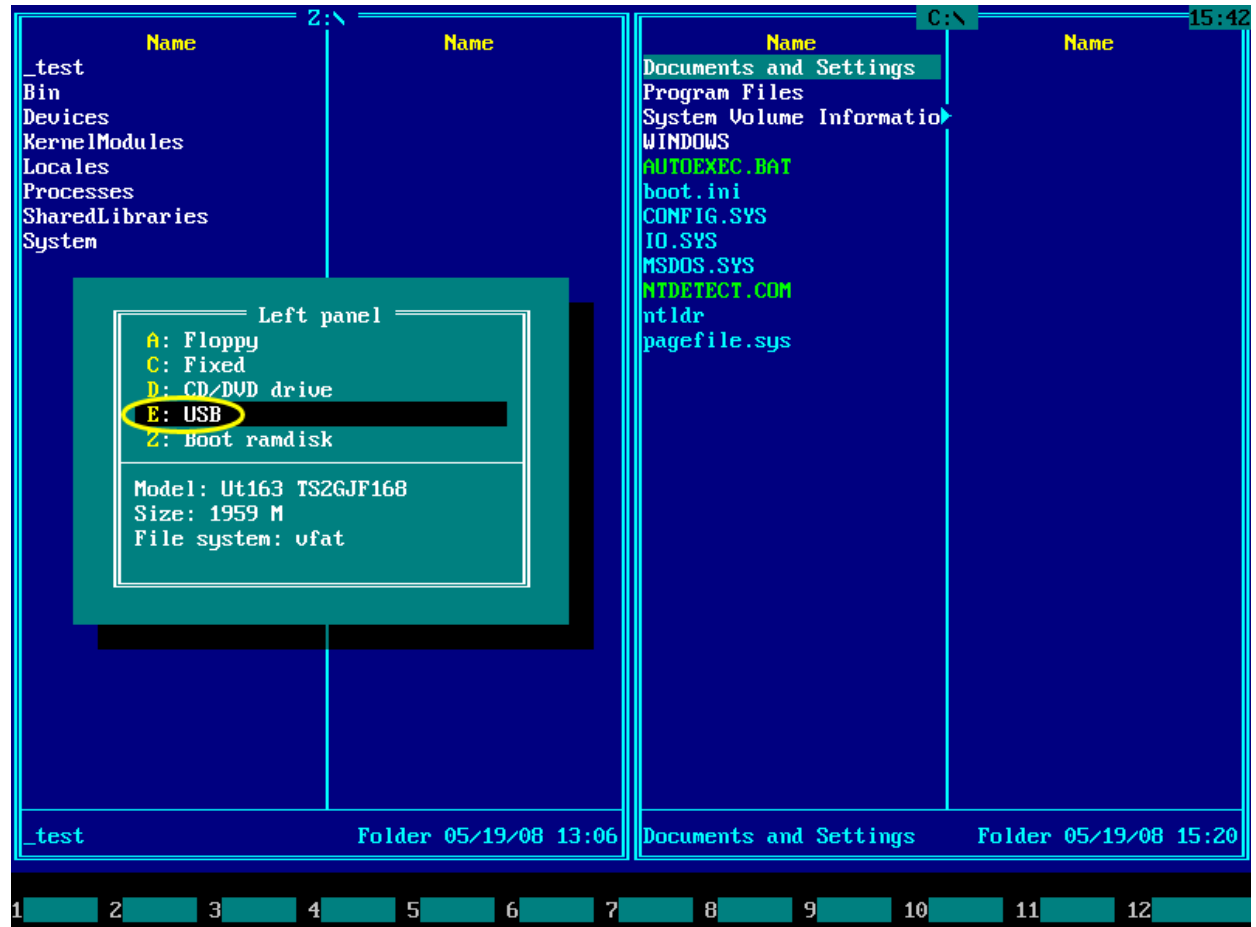 Z:\
Name Name
_test
Bin
Devices
KernelModules
Locales
Processes
SharedLibraries
System
Left panel
A: Floppy
C: Fixed
D: CD/DVD drive
E: USB
Z: Boot ramdisk
Model: Ut163 TS2GJF168
Size: 1959 M
File system: vfat
_test Folder 05/19/08 13:06
C:\ 15:42
Name Name
Documents and Settings
Program Files
System Volume Informatio
WINDOWS
AUTOEXEC.BAT
boot.ini
CONFIG.SYS
IO.SYS
MSDOS.SYS
NTDETECT.COM
ntldr
pagefile.sys
Documents and Settings Folder 05/19/08 15:20
1 2 3 4 5 6 7 8 9 10 11 12